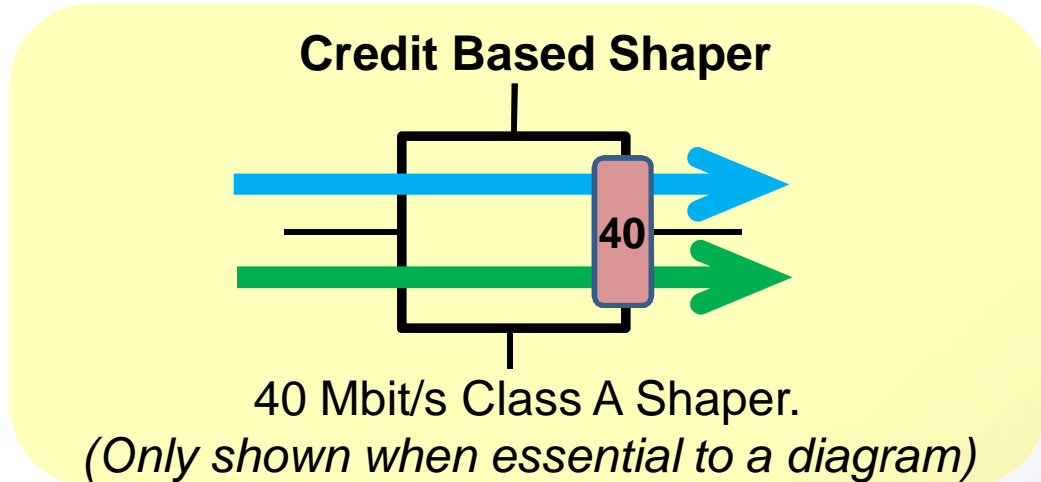 Credit Based Shaper
40
40 Mbit/s Class A Shaper.
(Only shown when essential to a diagram)